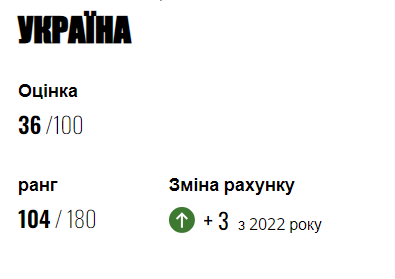 УКРАЇНА
Оцінка
36 /100
ранг
104 / 180
Зміна рахунку
+ 3 з 2022 року